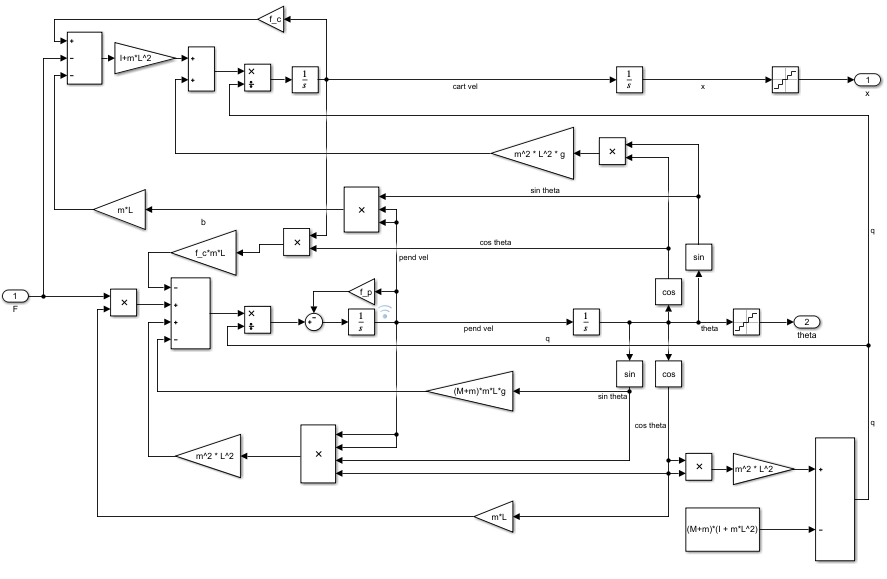 f_c
+
−
−
I+m*L^2
+
+
×
÷
1
s
cart vel
1
s
x
1
x
m^2 * L^2 * g
×
sin theta
m*L
×
b
f_c*m*L
×
cos theta
pend vel
sin
q
cos
1
F
×
−
+
+
−
×
÷
f_p
−
+
1
s
pend vel
1
s
theta
2
theta
q
sin
cos
(M+m)*m*L*g
sin theta
cos theta
q
m^2 * L^2
×
×
m^2 * L^2
+
m*L
(M+m)*(I + m*L^2)
−